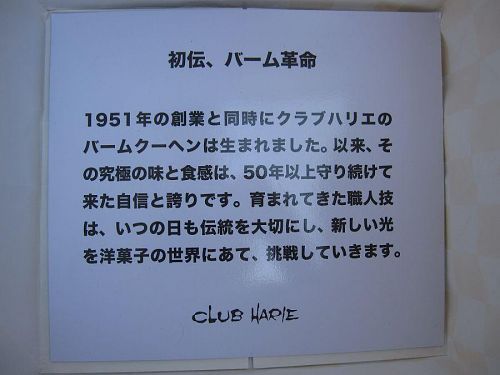 初伝、バーム革命
1951年の創業と同時にクラブハリエの
バームクーヘンは生まれました。以来、そ
の究極の味と食感は、50年以上守り続けて
来た自信と誇りです。育まれてきた職人技
は、いつの日も伝統を大切にし、新しい光
を洋菓子の世界にあて、挑戦していきます。
CLUB HARIE